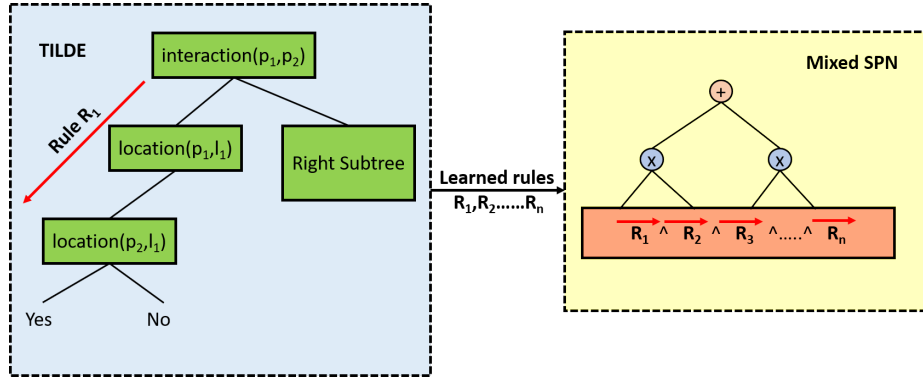 TILDE
interaction(p₁,p₂)
Rule R₁
location(p₁,l₁)
Right Subtree
location(p₂,l₁)
Yes
No
Learned rules
R₁,R₂......Rₙ
Mixed SPN
+
x
x
R₁ ^ R₂ ^ R₃ ^.....^ Rₙ